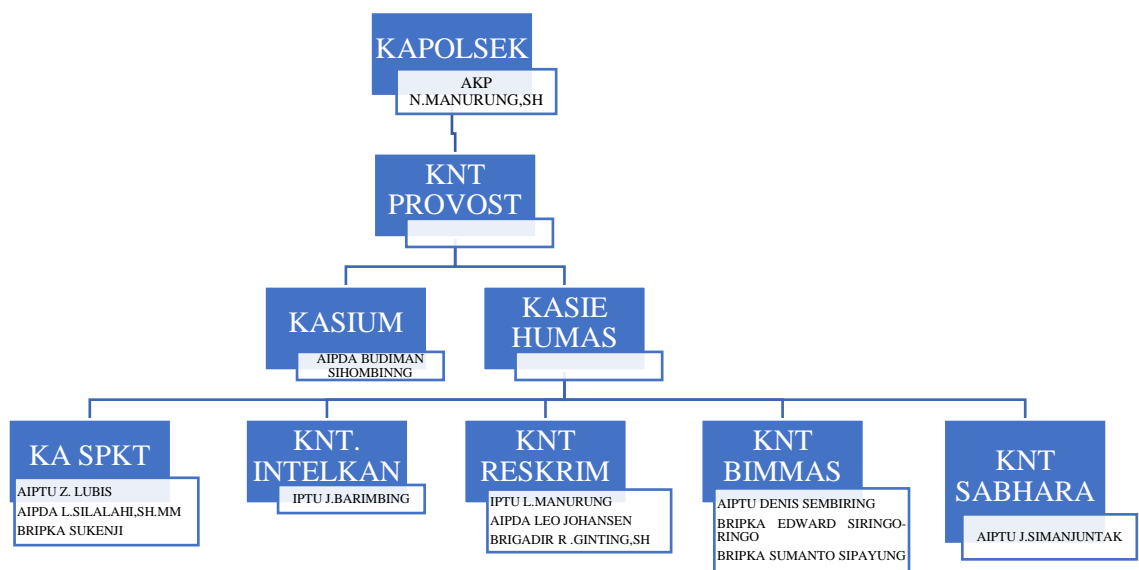 KAPOLSEK
AKP
N.MANURUNG,SH
KNT
PROVOST
KASIUM
AIPDA BUDIMAN
SIHOMBINNG
KASIE
HUMAS
KA SPKT
AIPTU Z. LUBIS
AIPDA L.SILALAHI,SH.MM
BRIPKA SUKENJI
KNT.
INTELKAN
IPTU J.BARIMBING
KNT
RESKRIM
IPTU L.MANURUNG
AIPDA LEO JOHANSEN
BRIGADIR R .GINTING,SH
KNT
BIMMAS
AIPTU DENIS SEMBIRING
BRIPKA EDWARD SIRINGO-
RINGO
BRIPKA SUMANTO SIPAYUNG
KNT
SABHARA
AIPTU J.SIMANJUNTAK